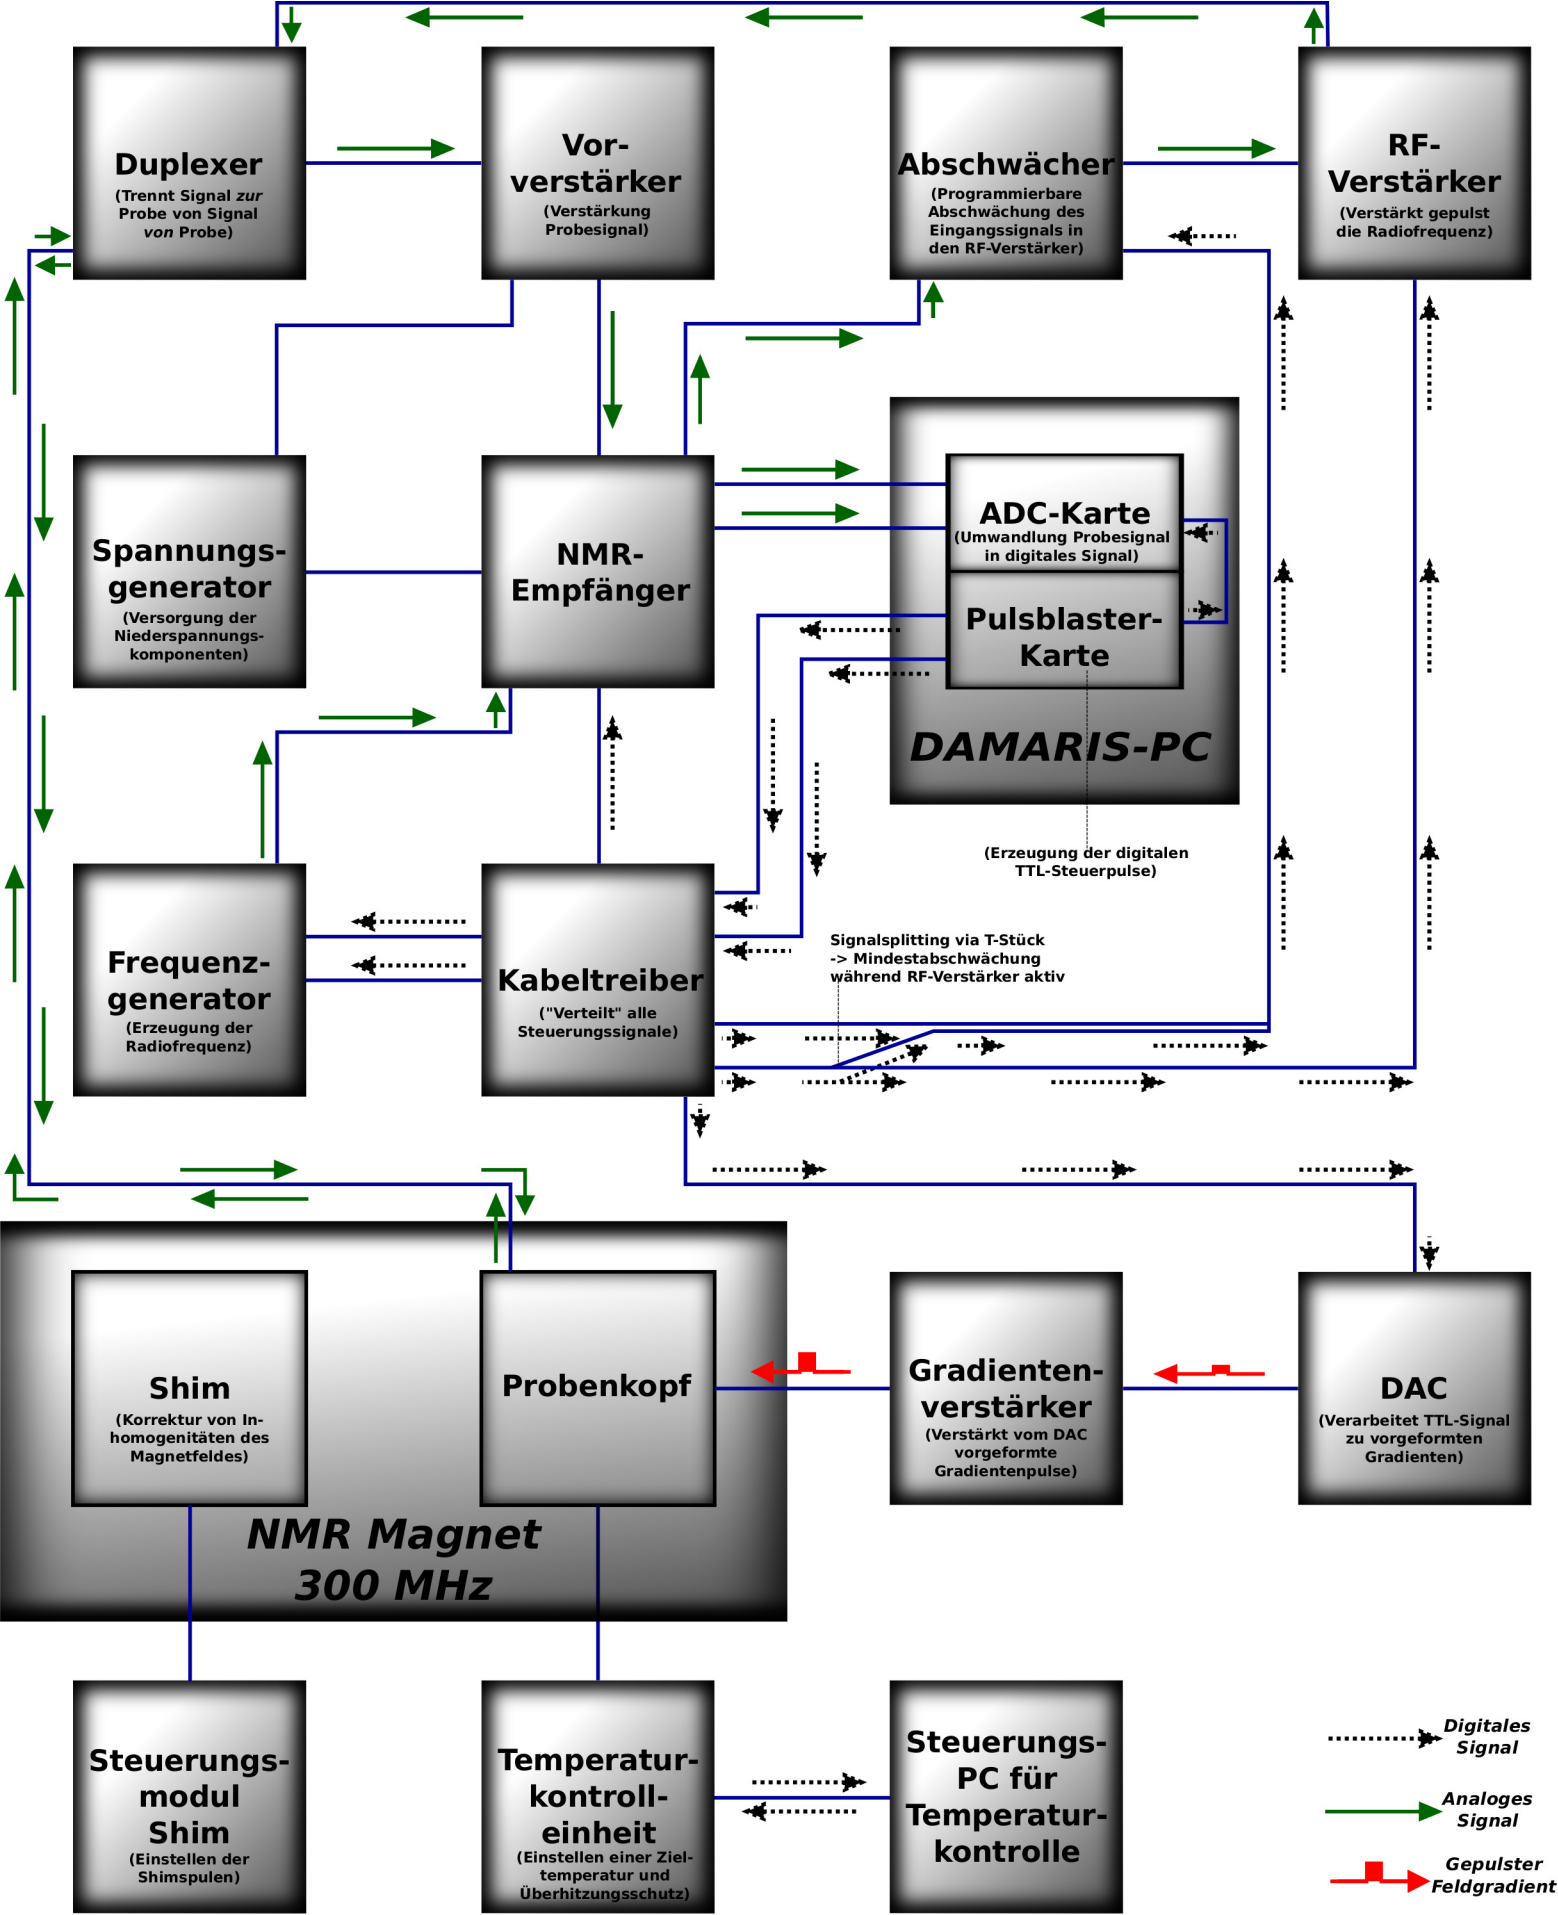 Duplexer
(Trennt Signal zur
Probe von Signal
von Probe)
Vor-
verstärker
(Verstärkung
Probesignal)
Abschwächer
(Programmierbare
Abschwächung des
Eingangssignals in
den RF-Verstärker)
RF-
Verstärker
(Verstärkt gepulst
die Radiofrequenz)
Spannungs-
generator
(Versorgung der
Niederspannungs-
komponenten)
NMR-
Empfänger
ADC-Karte
(Umwandlung Probesignal
in digitales Signal)
Pulsblaster-
Karte
DAMARIS-PC
(Erzeugung der digitalen
TTL-Steuerpulse)
Frequenz-
generator
(Erzeugung der
Radiofrequenz)
Kabeltreiber
("Verteilt" alle
Steuerungssignale)
Signalsplitting via T-Stück
-> Mindestabschwächung
während RF-Verstärker aktiv
Shim
(Korrektur von In-
homogenitäten des
Magnetfeldes)
Probenkopf
NMR Magnet
300 MHz
Gradienten-
verstärker
(Verstärkt vom DAC
vorgeformte
Gradientenpulse)
DAC
(Verarbeitet TTL-Signal
zu vorgeformten
Gradienten)
Steuerungs-
modul
Shim
(Einstellen der
Shimspulen)
Temperatur-
kontroll-
einheit
(Einstellen einer Ziel-
temperatur und
Überhitzungsschutz)
Steuerungs-
PC für
Temperatur-
kontrolle
Digitales
Signal
Analoges
Signal
Gepulster
Feldgradient